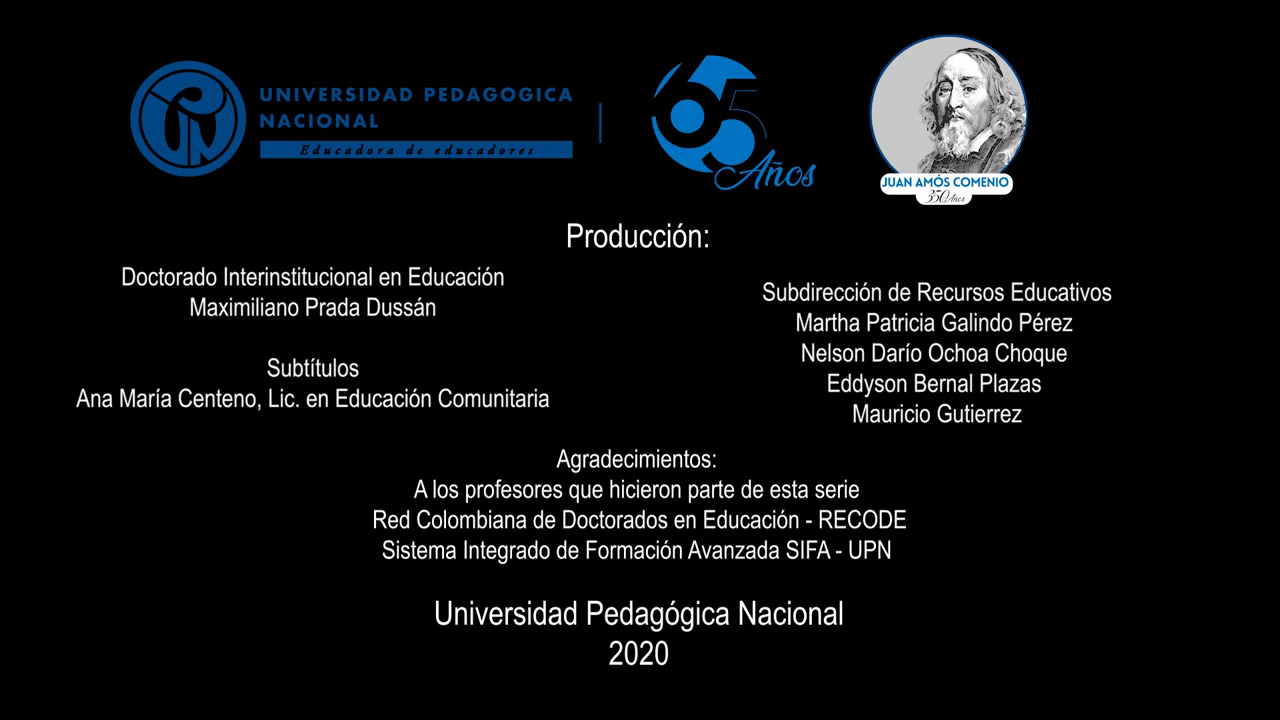 UNIVERSIDAD PEDAGOGICA
NACIONAL
Educadora de educadores
65
Años
JUAN AMÓS COMENIO
350 Años
Producción:
Doctorado Interinstitucional en Educación
Maximiliano Prada Dussán
Subtítulos
Ana María Centeno, Lic. en Educación Comunitaria
Subdirección de Recursos Educativos
Martha Patricia Galindo Pérez
Nelson Darío Ochoa Choque
Eddyson Bernal Plazas
Mauricio Gutierrez
Agradecimientos:
A los profesores que hicieron parte de esta serie
Red Colombiana de Doctorados en Educación - RECODE
Sistema Integrado de Formación Avanzada SIFA - UPN
Universidad Pedagógica Nacional
2020